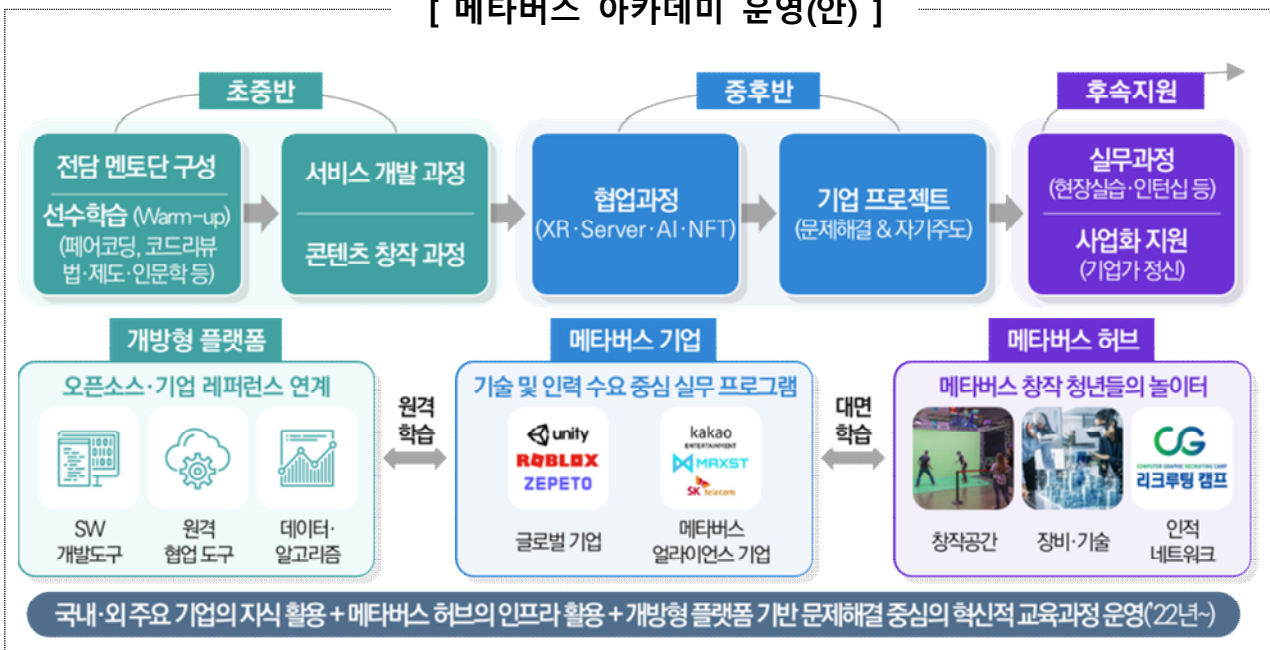 [ 메타버스 아카데미 운영(안) ]
초중반
중후반
후속지원
전담 멘토단 구성
선수학습 (Warm-up)
(페어코딩, 코드리뷰
법·제도·인문학 등)
서비스 개발 과정
콘텐츠 창작 과정
협업과정
(XR·Server·AI·NFT)
기업 프로젝트
(문제해결 & 자기주도)
실무과정
(현장실습·인턴십 등)
사업화 지원
(기업가 정신)
개방형 플랫폼
오픈소스·기업 레퍼런스 연계
SW
개발도구
원격
협업 도구
데이터·
알고리즘
원격
학습
메타버스 기업
기술 및 인력 수요 중심 실무 프로그램
unity
ROBLOX
ZEPETO
글로벌 기업
kakao
ENTERTAINMENT
MAXST
SK telecom
메타버스
얼라이언스 기업
대면
학습
메타버스 허브
메타버스 창작 청년들의 놀이터
창작공간
장비·기술
CG
COMPUTER GRAPHIC RECRUITING CAMP
리크루팅 캠프
인적
네트워크
국내·외 주요 기업의 지식 활용 + 메타버스 허브의 인프라 활용 + 개방형 플랫폼 기반 문제해결 중심의 혁신적 교육과정 운영('22년~)